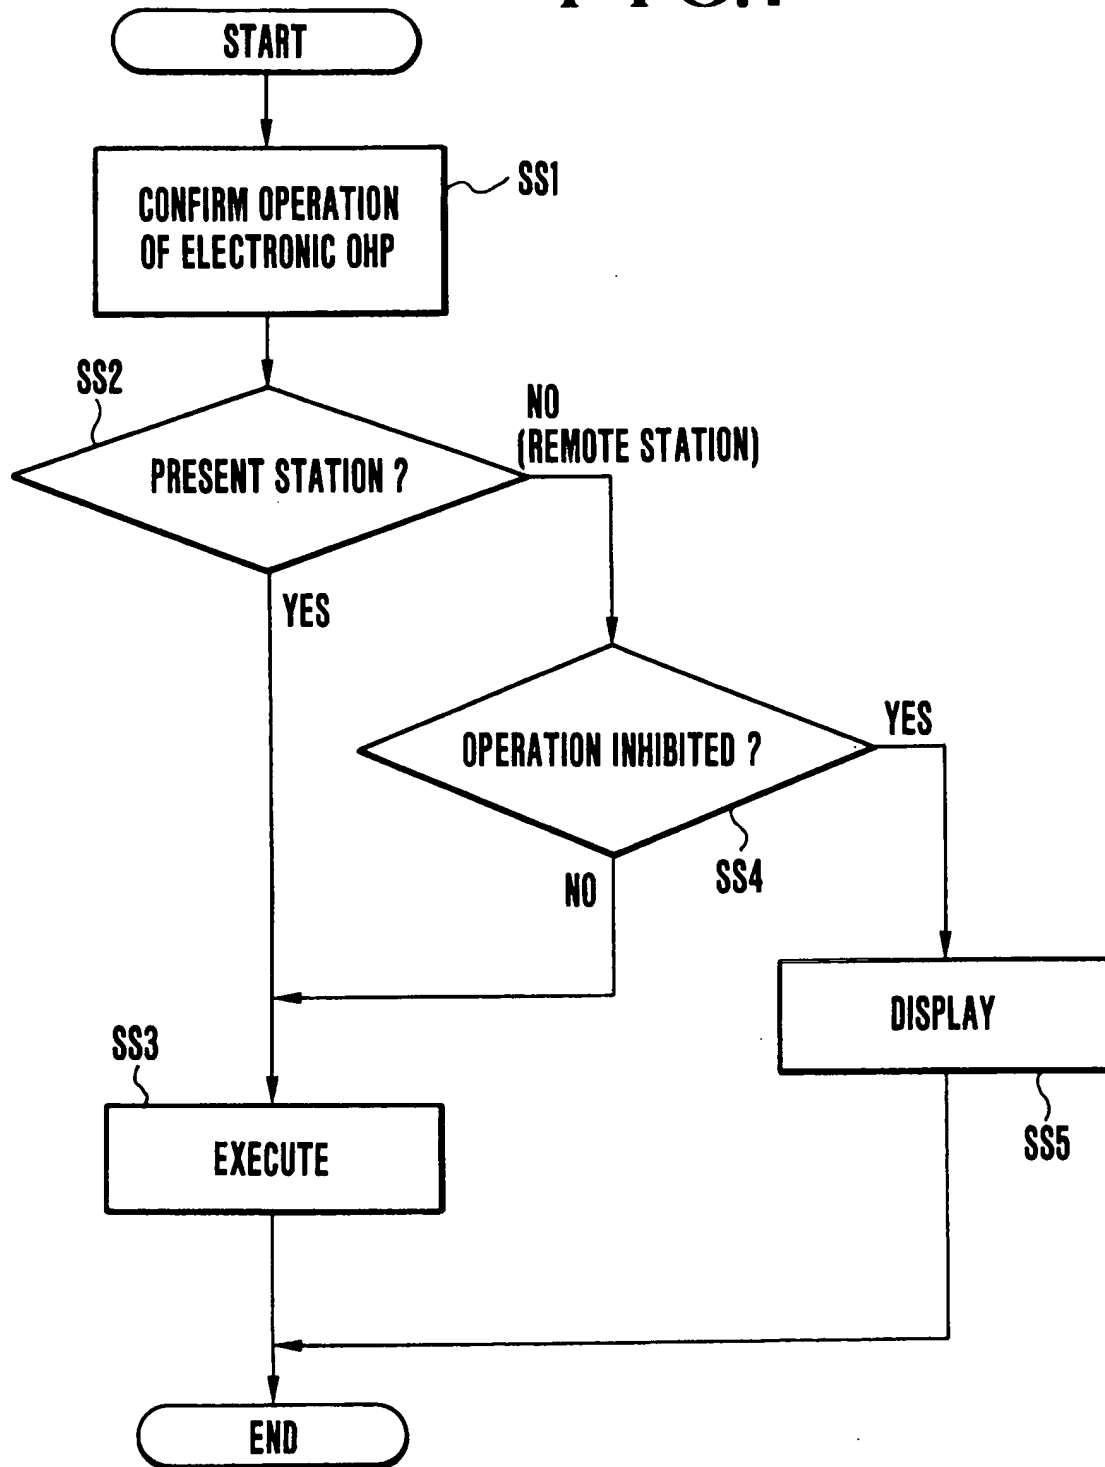 START
CONFIRM OPERATION
OF ELECTRONIC OHP
SS1
SS2
PRESENT STATION ?
NO
(REMOTE STATION)
YES
OPERATION INHIBITED ?
YES
SS4
NO
DISPLAY
SS5
SS3
EXECUTE
END